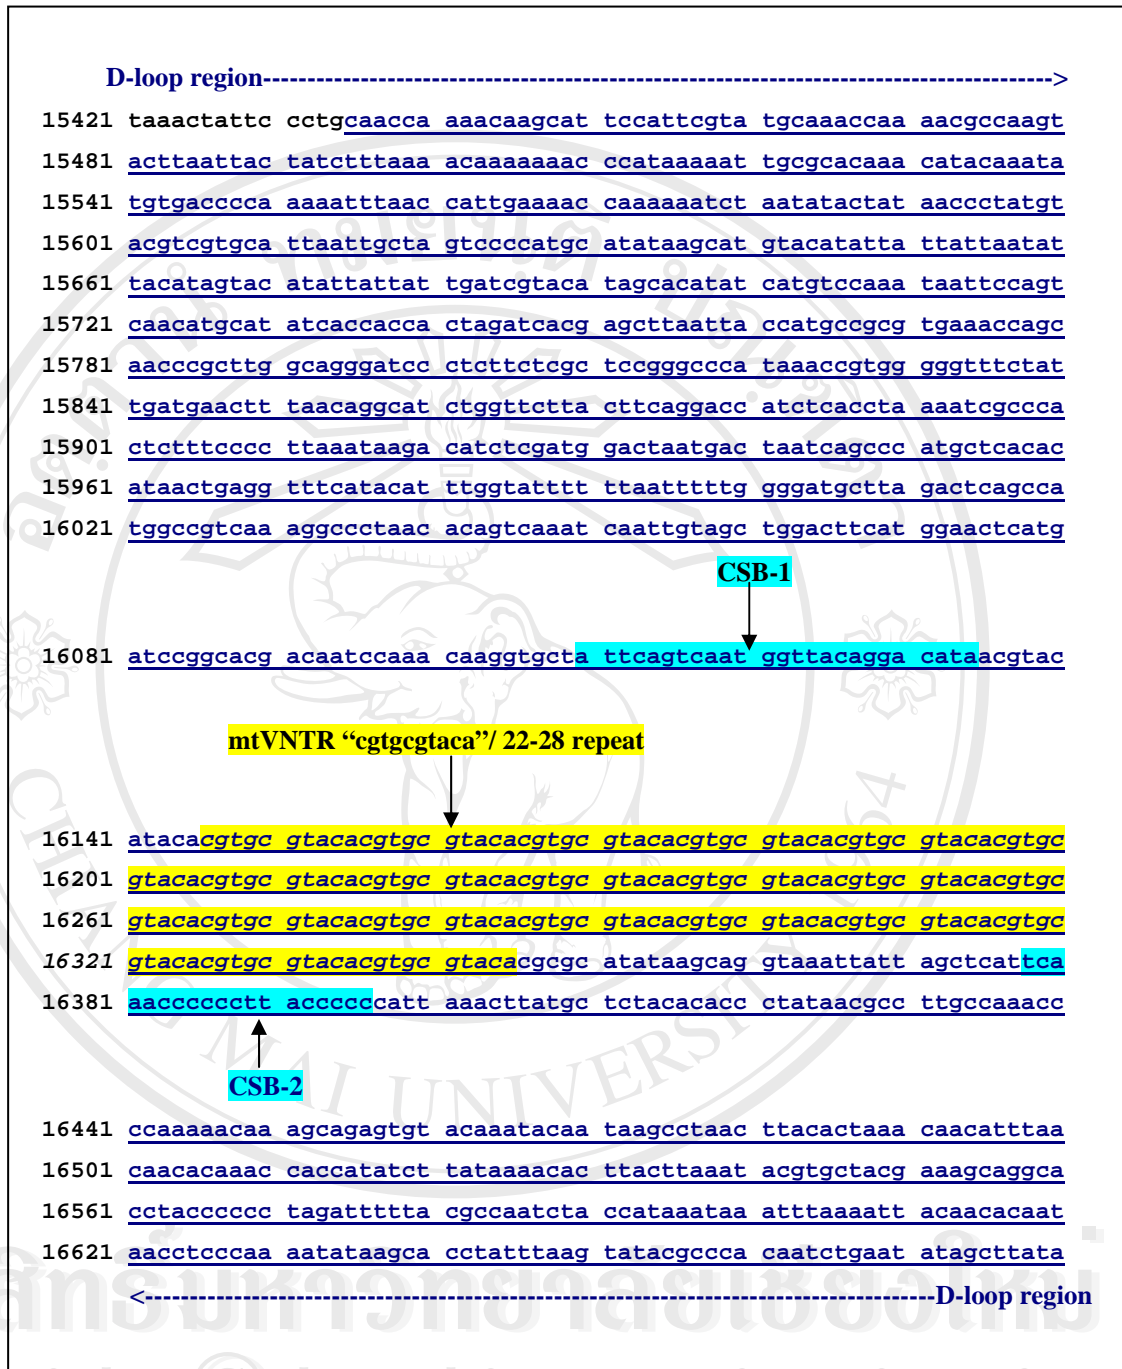 D-loop region------------------------------------------------------------------------------------------>
15421 taaactattc cctgcaacca aaacaagcat tccattcgta tgcaaaccaa aacgccaagt
15481 acttaattac tatctttaaa acaaaaaaac ccataaaaat tgcgcacaaa catacaaata
15541 tgtgacccca aaaatttaac cattgaaaac caaaaaatct aatatactat aaccctatgt
15601 acgtcgtgca ttaattgcta gtccccatgc atataagcat gtacatatta ttattaatat
15661 tacatagtac atattattat tgatcgtaca tagcacatat catgtccaaa taattccagt
15721 caacatgcat atcaccacca ctagatcacg agcttaatta ccatgccgcg tgaaaccagc
15781 aacccgcttg gcagggatcc ctcttctcgc tccgggccca taaaccgtgg gggtttctat
15841 tgatgaactt taacaggcat ctggttctta cttcaggacc atctcaccta aaatcgccca
15901 ctctttcccc ttaaataaga catctcgatg gactaatgac taatcagccc atgctcacac
15961 ataactgagg tttcatacat ttggtatttt ttaatttttg gggatgctta gactcagcca
16021 tggccgtcaa aggccctaac acagtcaaat caattgtagc tggacttcat ggaactcatg
CSB-1
16081 atccggcacg acaatccaaa caaggtgcta ttcagtcaat ggttacagga cataacgtac
mtVNTR “cgtgcgtaca”/ 22-28 repeat
16141 atacacgtgc gtacacgtgc gtacacgtgc gtacacgtgc gtacacgtgc gtacacgtgc
16201 gtacacgtgc gtacacgtgc gtacacgtgc gtacacgtgc gtacacgtgc gtacacgtgc
16261 gtacacgtgc gtacacgtgc gtacacgtgc gtacacgtgc gtacacgtgc gtacacgtgc
16321 gtacacgtgc gtacacgtgc gtacacgcgc atataagcag gtaaattatt agctcattca
16381 aacccccctt accccccatt aaacttatgc tctacacacc ctataacgcc ttgccaaacc
CSB-2
16441 ccaaaaacaa agcagagtgt acaaatacaa taagcctaac ttacactaaa caacatttaa
16501 caacacaaac caccatatct tataaaacac ttacttaaat acgtgctacg aaagcaggca
16561 cctacccccc tagattttta cgccaatcta ccataaataa atttaaaatt acaacacaat
16621 aacctcccaa aatataagca cctatttaag tatacgccca caatctgaat atagcttata
<------------------------------------------------------------------------------------------D-loop region
CHIANG MAI UNIVERSITY 1964